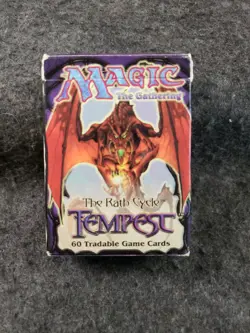 MAGIC
The Gathering
The Rath Cycle
TEMPEST
60 Tradable Game Cards